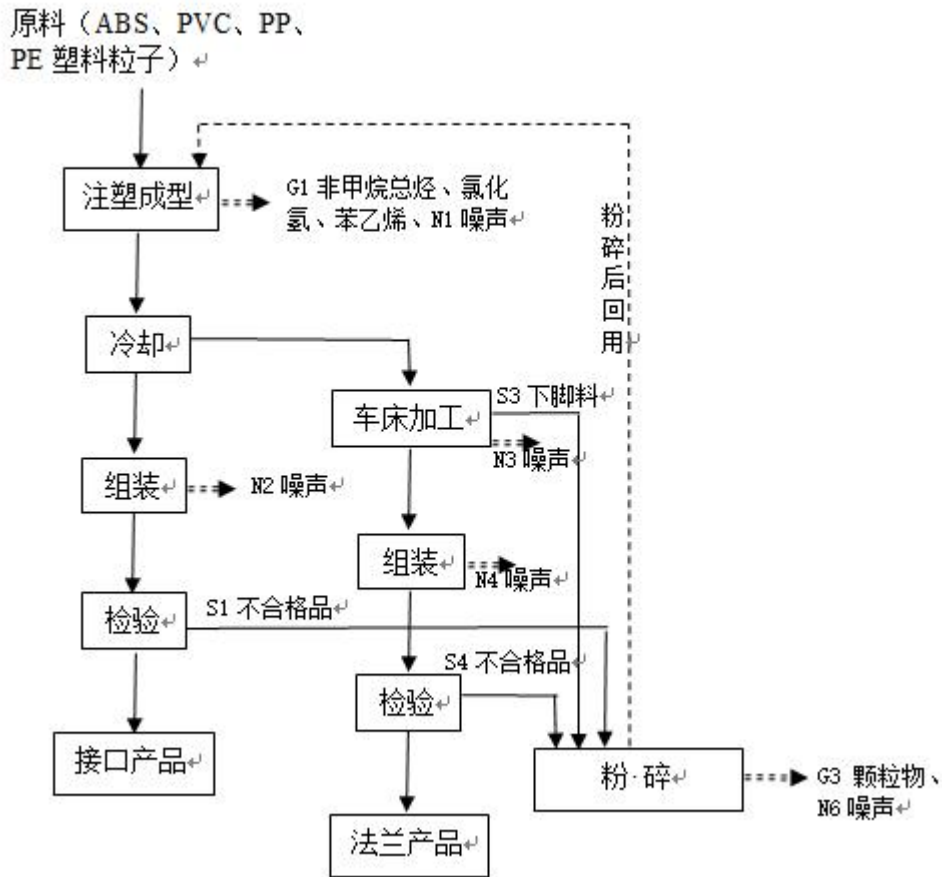 原料（ABS、PVC、PP、
PE 塑料粒子）↵
注塑成型↵
G1 非甲烷总烃、氯化
氢、苯乙烯、N1 噪声↵
粉碎后回用↵
冷却↵
车床加工↵
S3 下脚料↵
N3 噪声↵
组装↵
N2 噪声↵
组装↵
N4 噪声↵
检验↵
S1 不合格品↵
S4 不合格品↵
检验↵
接口产品↵
粉·碎↵
G3 颗粒物、
N6 噪声↵
法兰产品↵